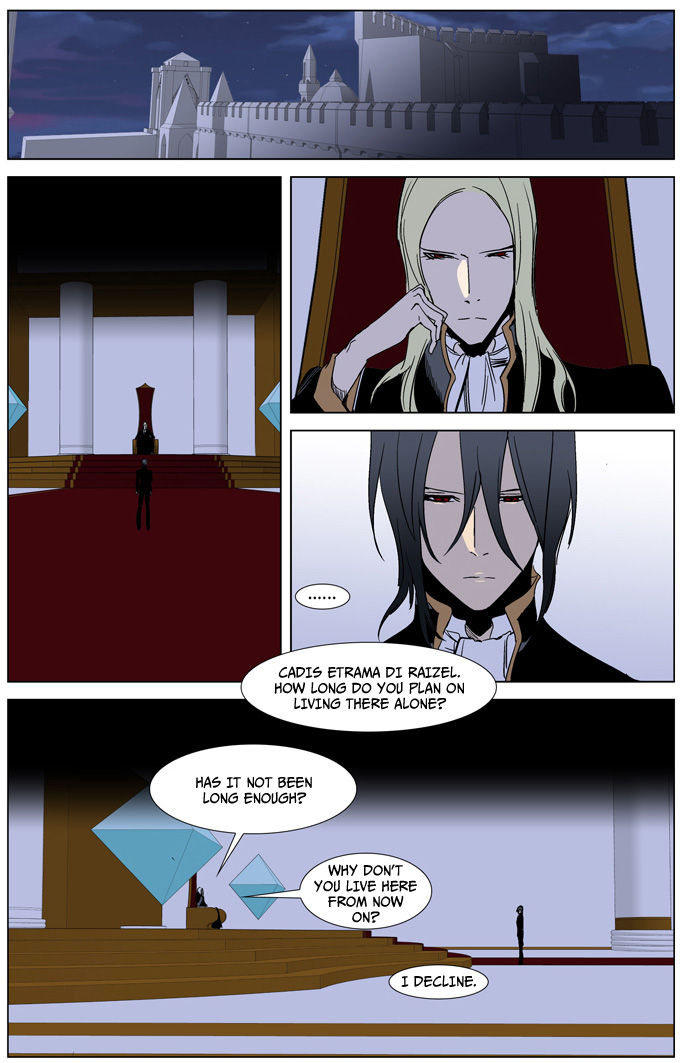 ......
CADIS ETRAMA DI RAIZEL.
HOW LONG DO YOU PLAN ON
LIVING THERE ALONE?
HAS IT NOT BEEN
LONG ENOUGH?
WHY DON'T
YOU LIVE HERE
FROM NOW
ON?
I DECLINE.